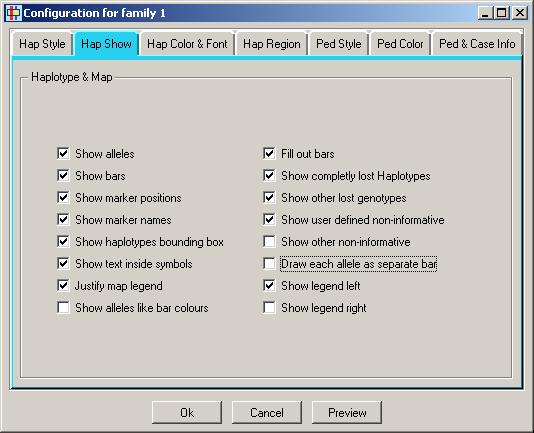 Configuration for family 1
Hap Style Hap Show Hap Color & Font Hap Region Ped Style Ped Color Ped & Case Info
Haplotype & Map
Show alleles
Show bars
Show marker positions
Show marker names
Show haplotypes bounding box
Show text inside symbols
Justify map legend
Show alleles like bar colours
Fill out bars
Show completly lost Haplotypes
Show other lost genotypes
Show user defined non-informative
Show other non-informative
Draw each allele as separate bar
Show legend left
Show legend right
Ok Cancel Preview